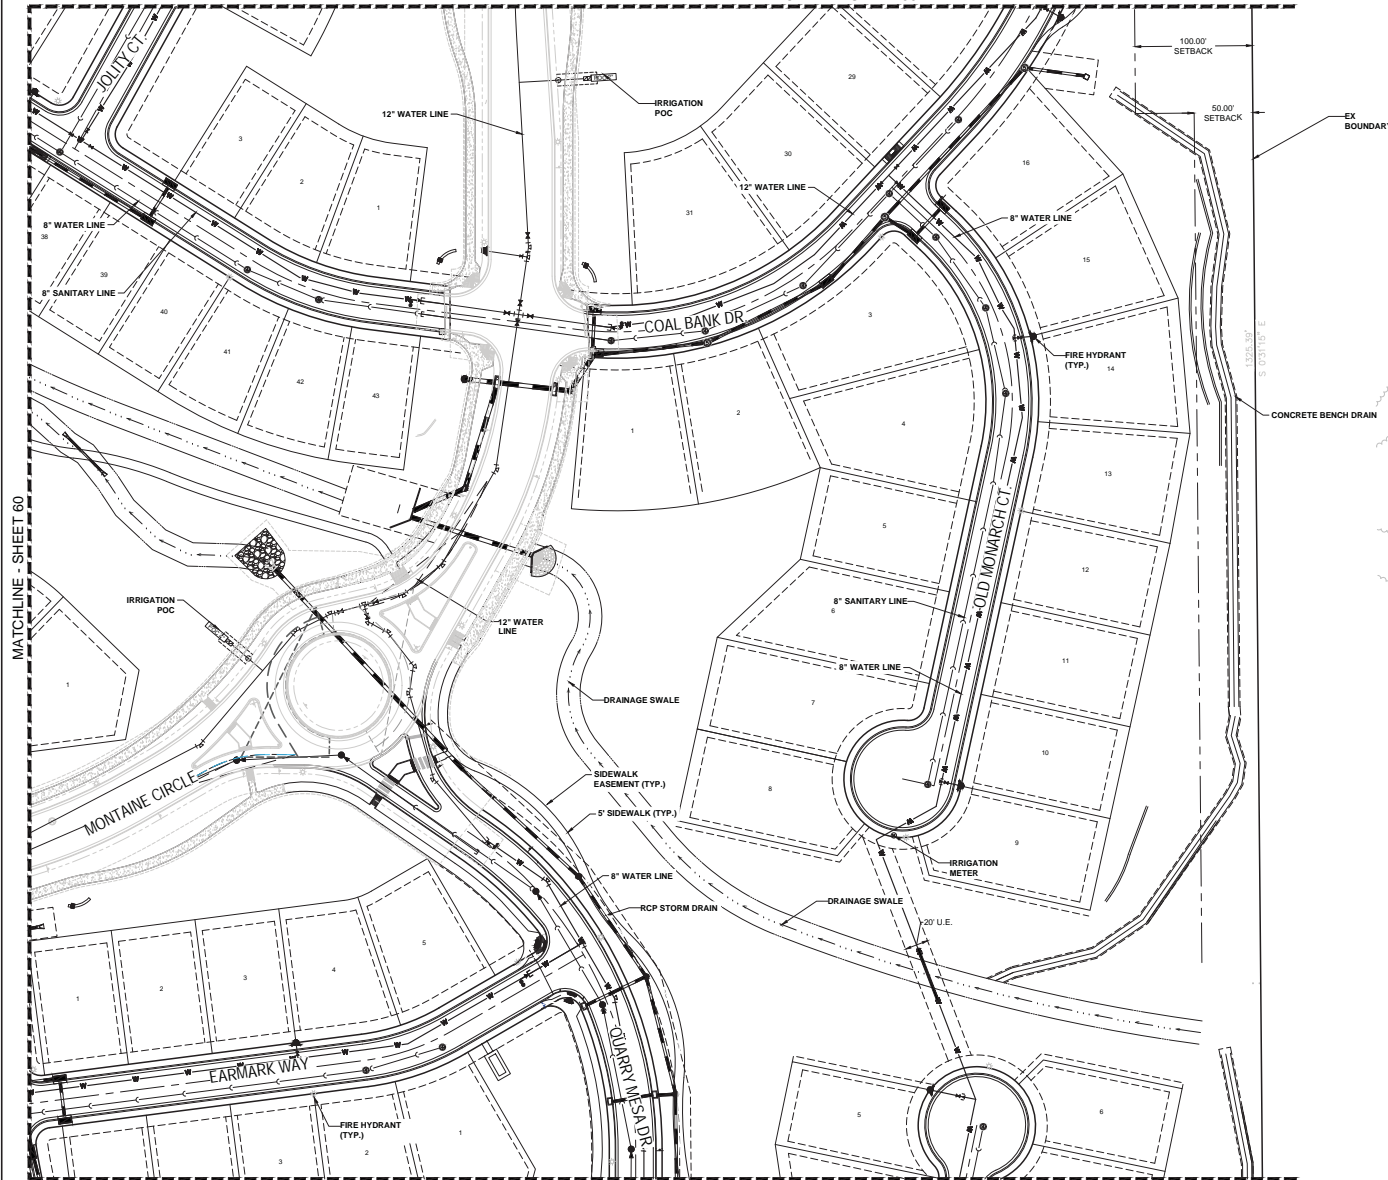 100.00'
SETBACK
50.00'
SETBACK
EX
BOUNDARY
JOLITY CT.
12" WATER LINE
IRRIGATION
POC
29
30
31
3
2
1
16
15
12" WATER LINE
8" WATER LINE
8" WATER LINE
38
39
40
41
42
43
8" SANITARY LINE
COAL BANK DR.
3
1
2
4
FIRE HYDRANT
(TYP.)
14
1325.39'
S 0°31'15" E
CONCRETE BENCH DRAIN
13
5
12
OLD MONARCH CT.
MATCHLINE - SHEET 60
IRRIGATION
POC
12" WATER
LINE
8" SANITARY LINE
6
11
8" WATER LINE
1
DRAINAGE SWALE
7
10
8
9
SIDEWALK
EASEMENT (TYP.)
5' SIDEWALK (TYP.)
MONTAINE CIRCLE
IRRIGATION
METER
8" WATER LINE
RCP STORM DRAIN
DRAINAGE SWALE
20' U.E.
1
2
3
4
5
EARMARK WAY
QUARRY MESA DR.
FIRE HYDRANT
(TYP.)
3
2
1
5
6